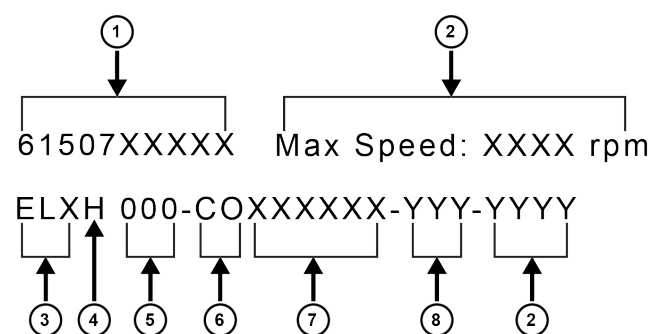 1 2
61507XXXXX Max Speed: XXXX rpm
ELXH 000-COXXXXXX-YYY-YYYY
3 4 5 6 7 8 2